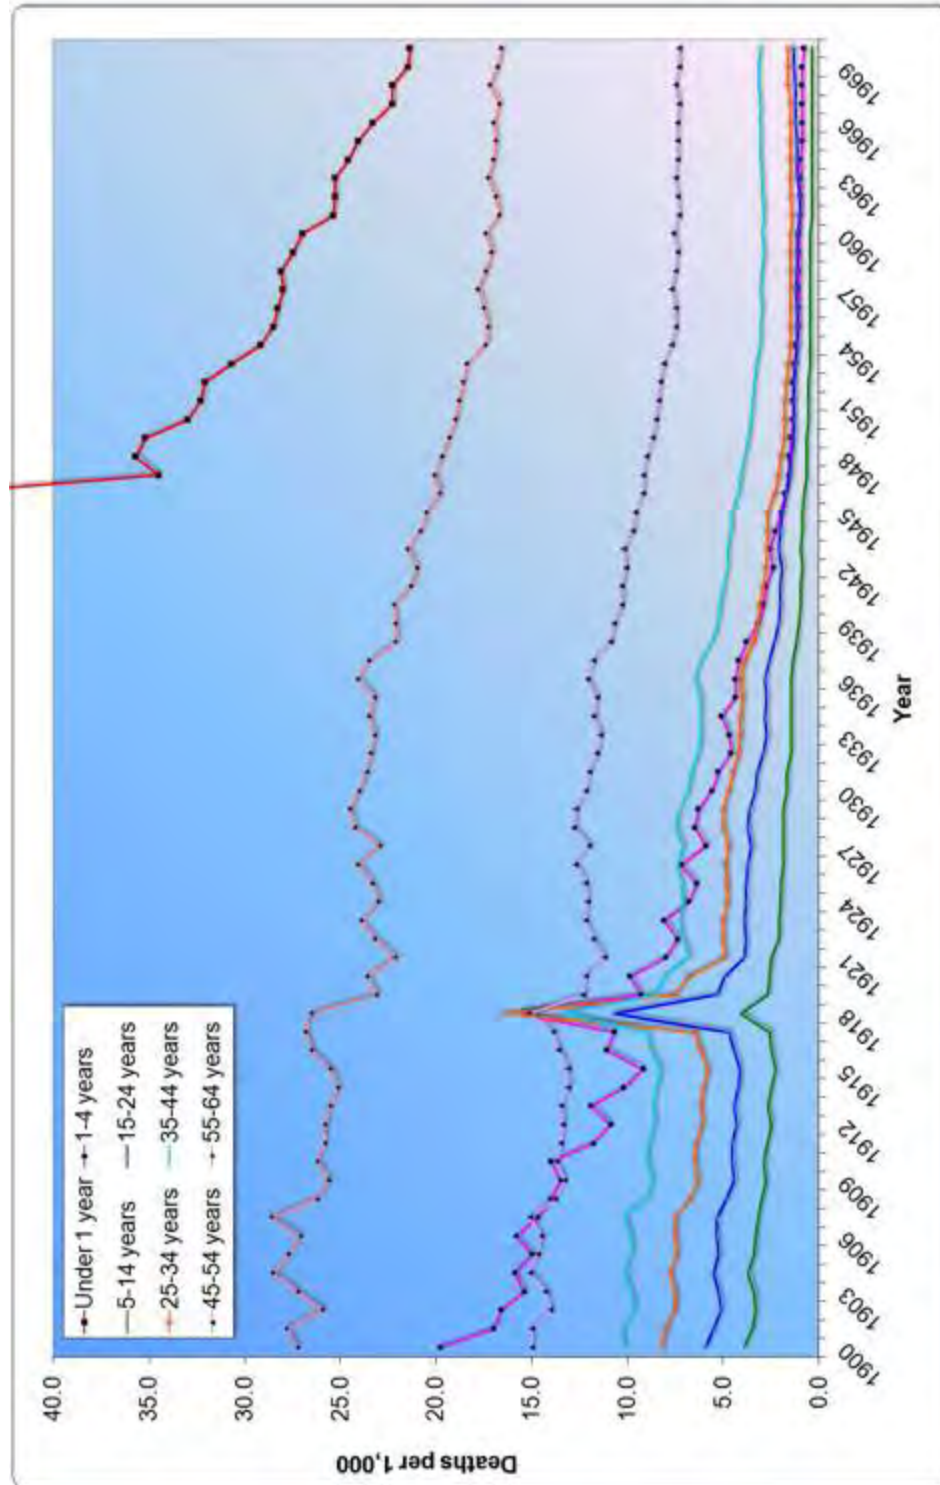 Deaths per 1,000
40.0
35.0
30.0
25.0
20.0
15.0
10.0
5.0
0.0
Under 1 year 1-4 years
5-14 years 15-24 years
25-34 years 35-44 years
45-54 years 55-64 years
1900 1903 1906 1909 1912 1915 1918 1921 1924 1927 1930 1933 1936 1939 1942 1945 1948 1951 1954 1957 1960 1963 1966 1969
Year